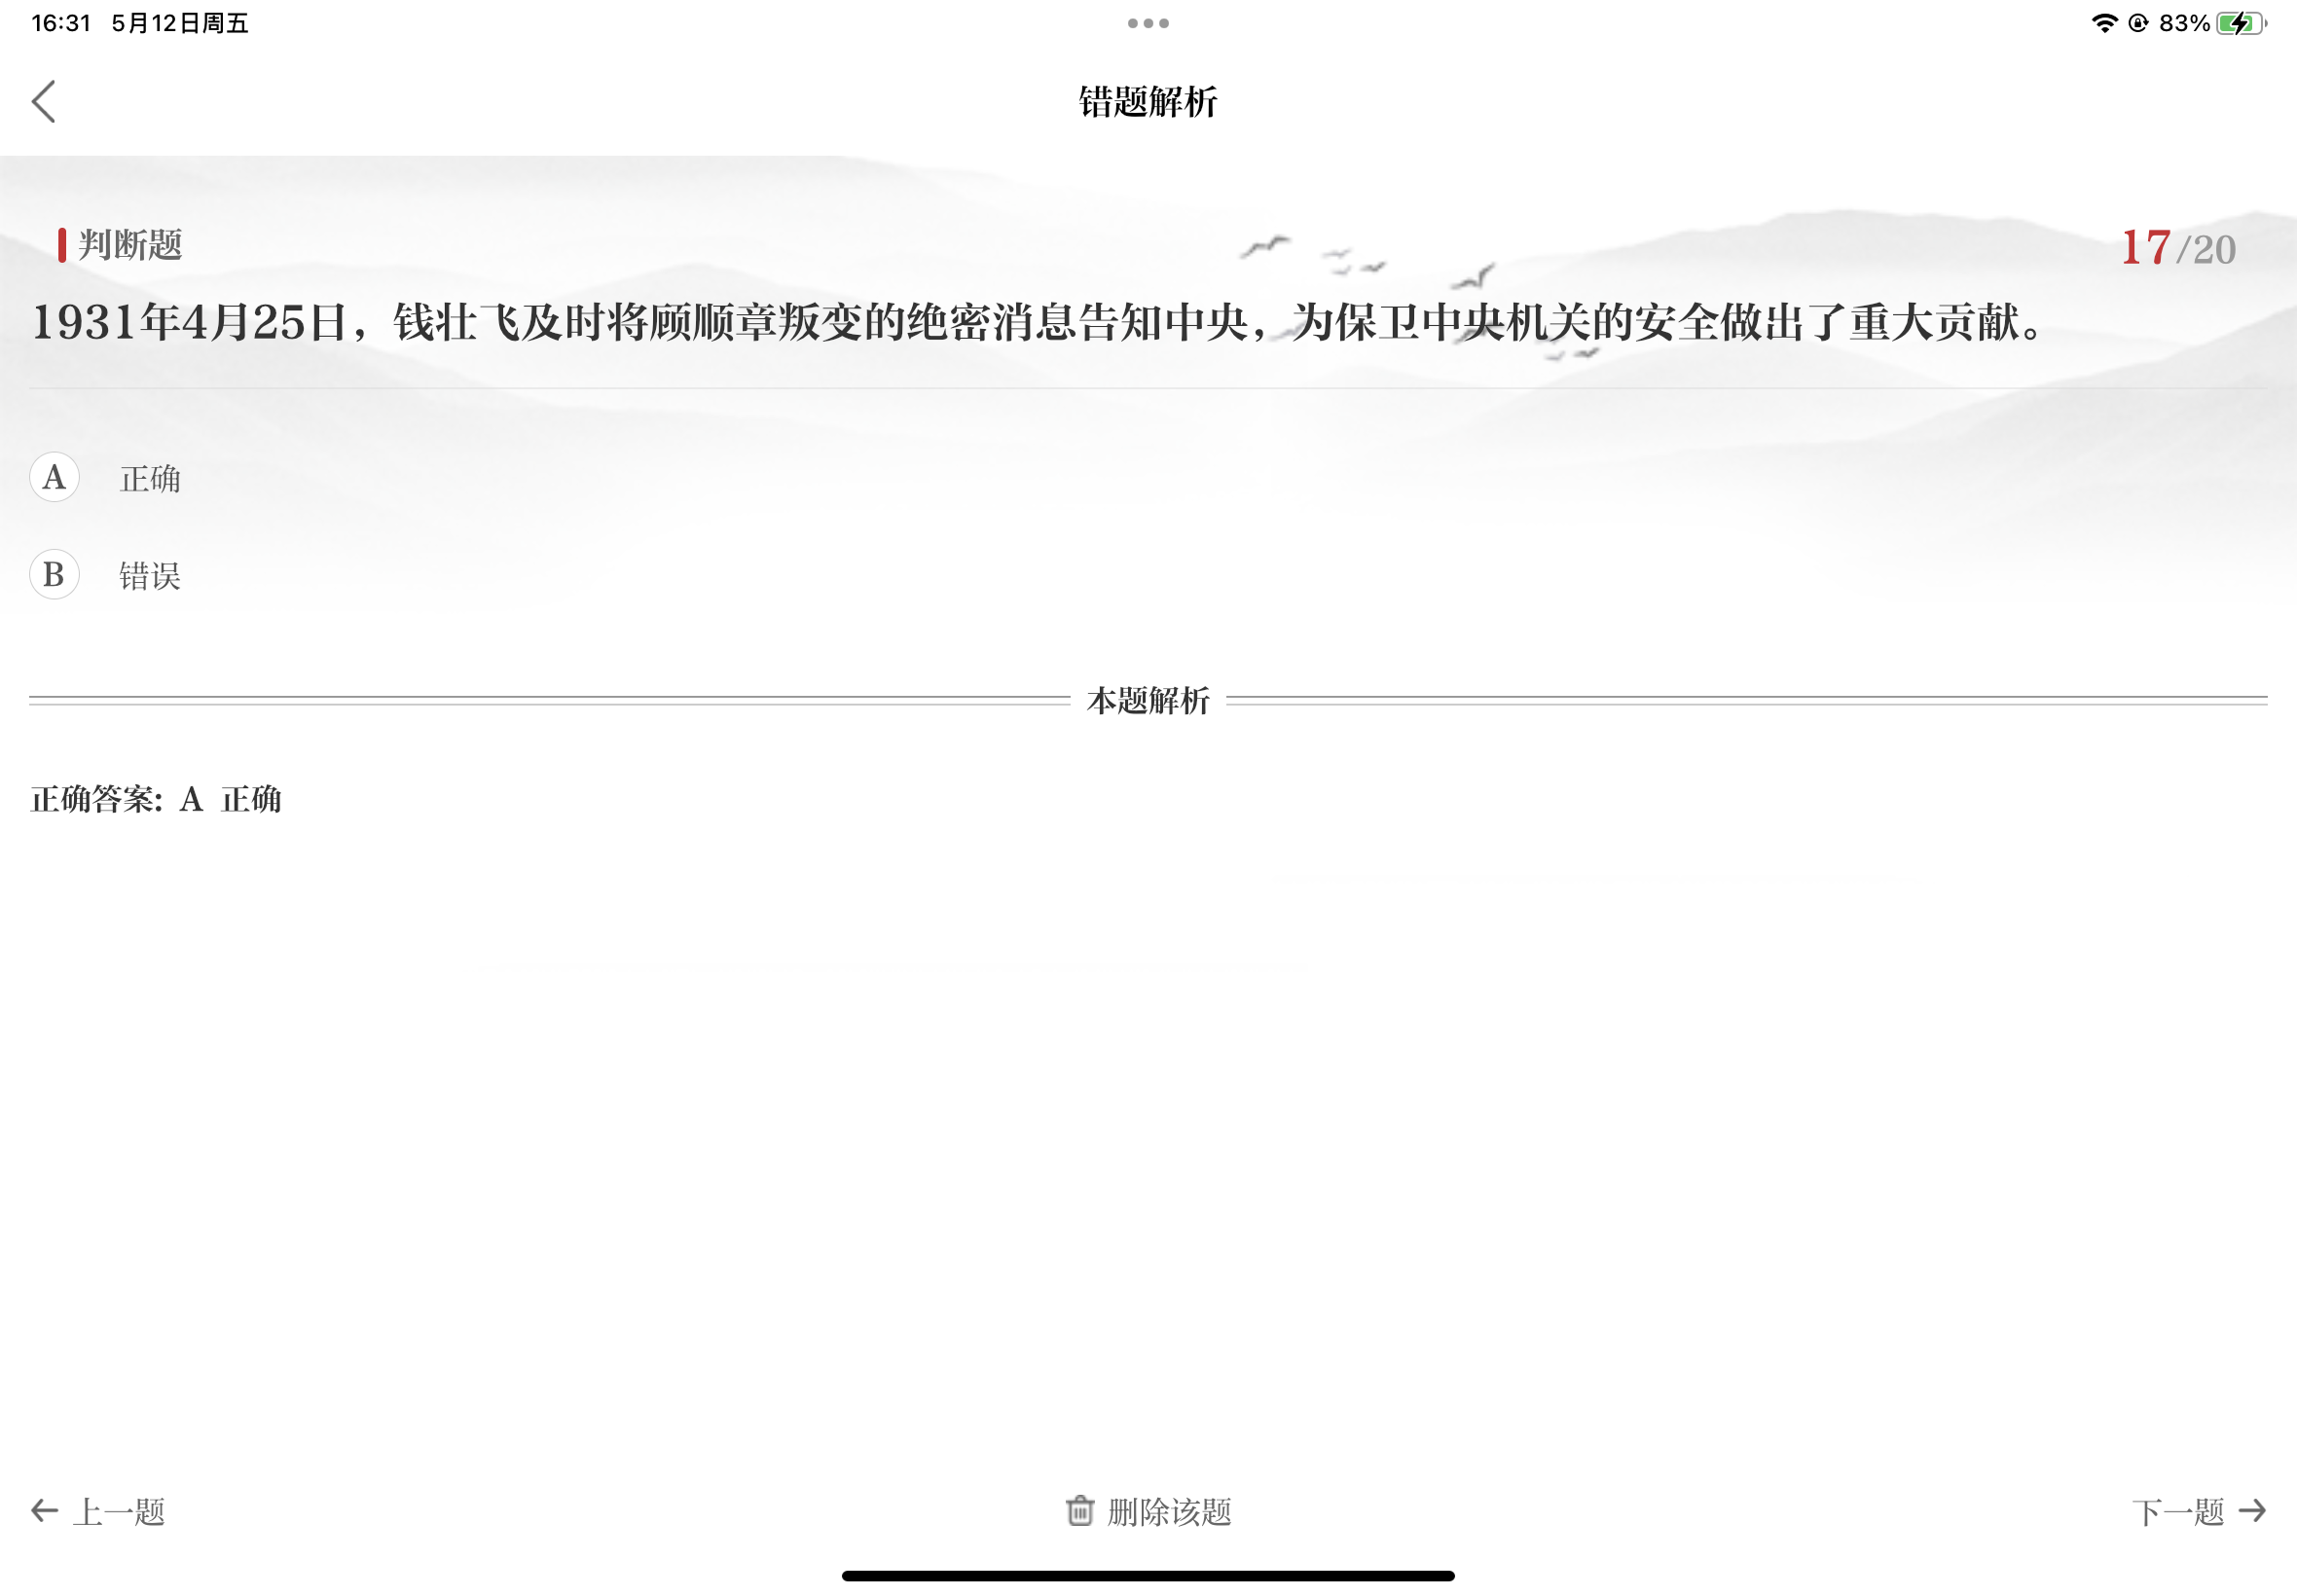 16:31 5月12日周五
83%
错题解析
判断题
17/20
1931年4月25日，钱壮飞及时将顾顺章叛变的绝密消息告知中央，为保卫中央机关的安全做出了重大贡献。
A 正确
B 错误
本题解析
正确答案: A 正确
上一题
删除该题
下一题